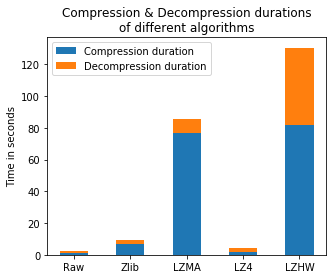 Compression & Decompression durations
of different algorithms
Compression duration
Decompression duration
Time in seconds
120
100
80
60
40
20
0
Raw Zlib LZMA LZ4 LZHW